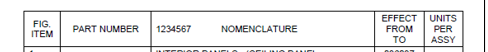 FIG. ITEM PART NUMBER 1234567 NOMENCLATURE EFFECT FROM TO UNITS PER ASSY